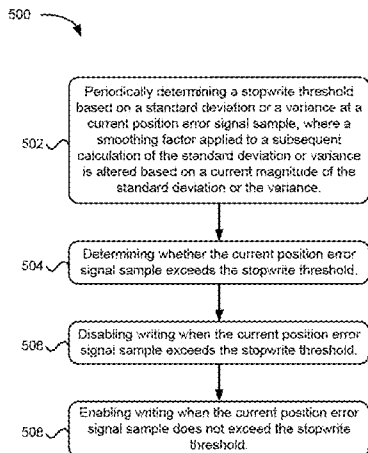 500
Periodically determining a stopwrite threshold
based on a standard deviation or a variance at a
current position error signal sample, where a
smoothing factor applied to a subsequent
calculation of the standard deviation or variance
is altered based on a current magnitude of the
standard deviation or the variance.
502
Determining whether the current position error
signal sample exceeds the stopwrite threshold.
504
Disabling writing when the current position error
signal sample exceeds the stopwrite threshold.
506
Enabling writing when the current position error
signal sample does not exceed the stopwrite
threshold.
508